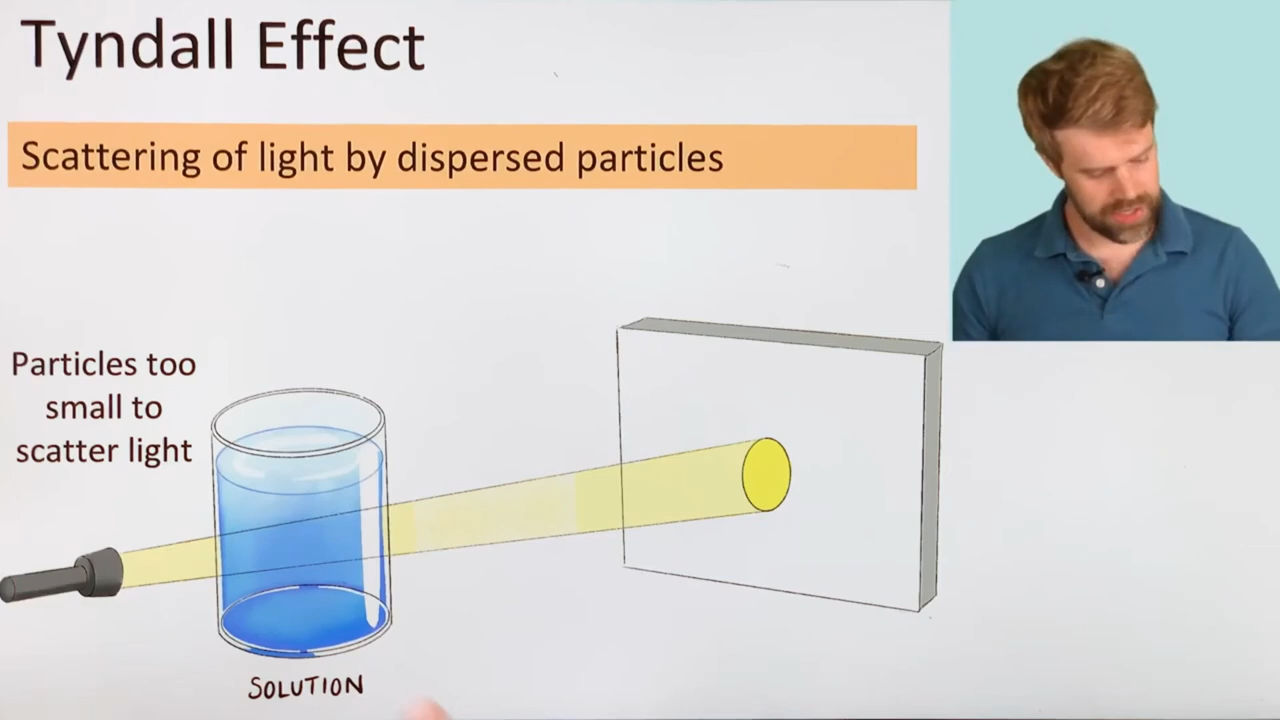 Tyndall Effect
Scattering of light by dispersed particles
Particles too
small to
scatter light
SOLUTION